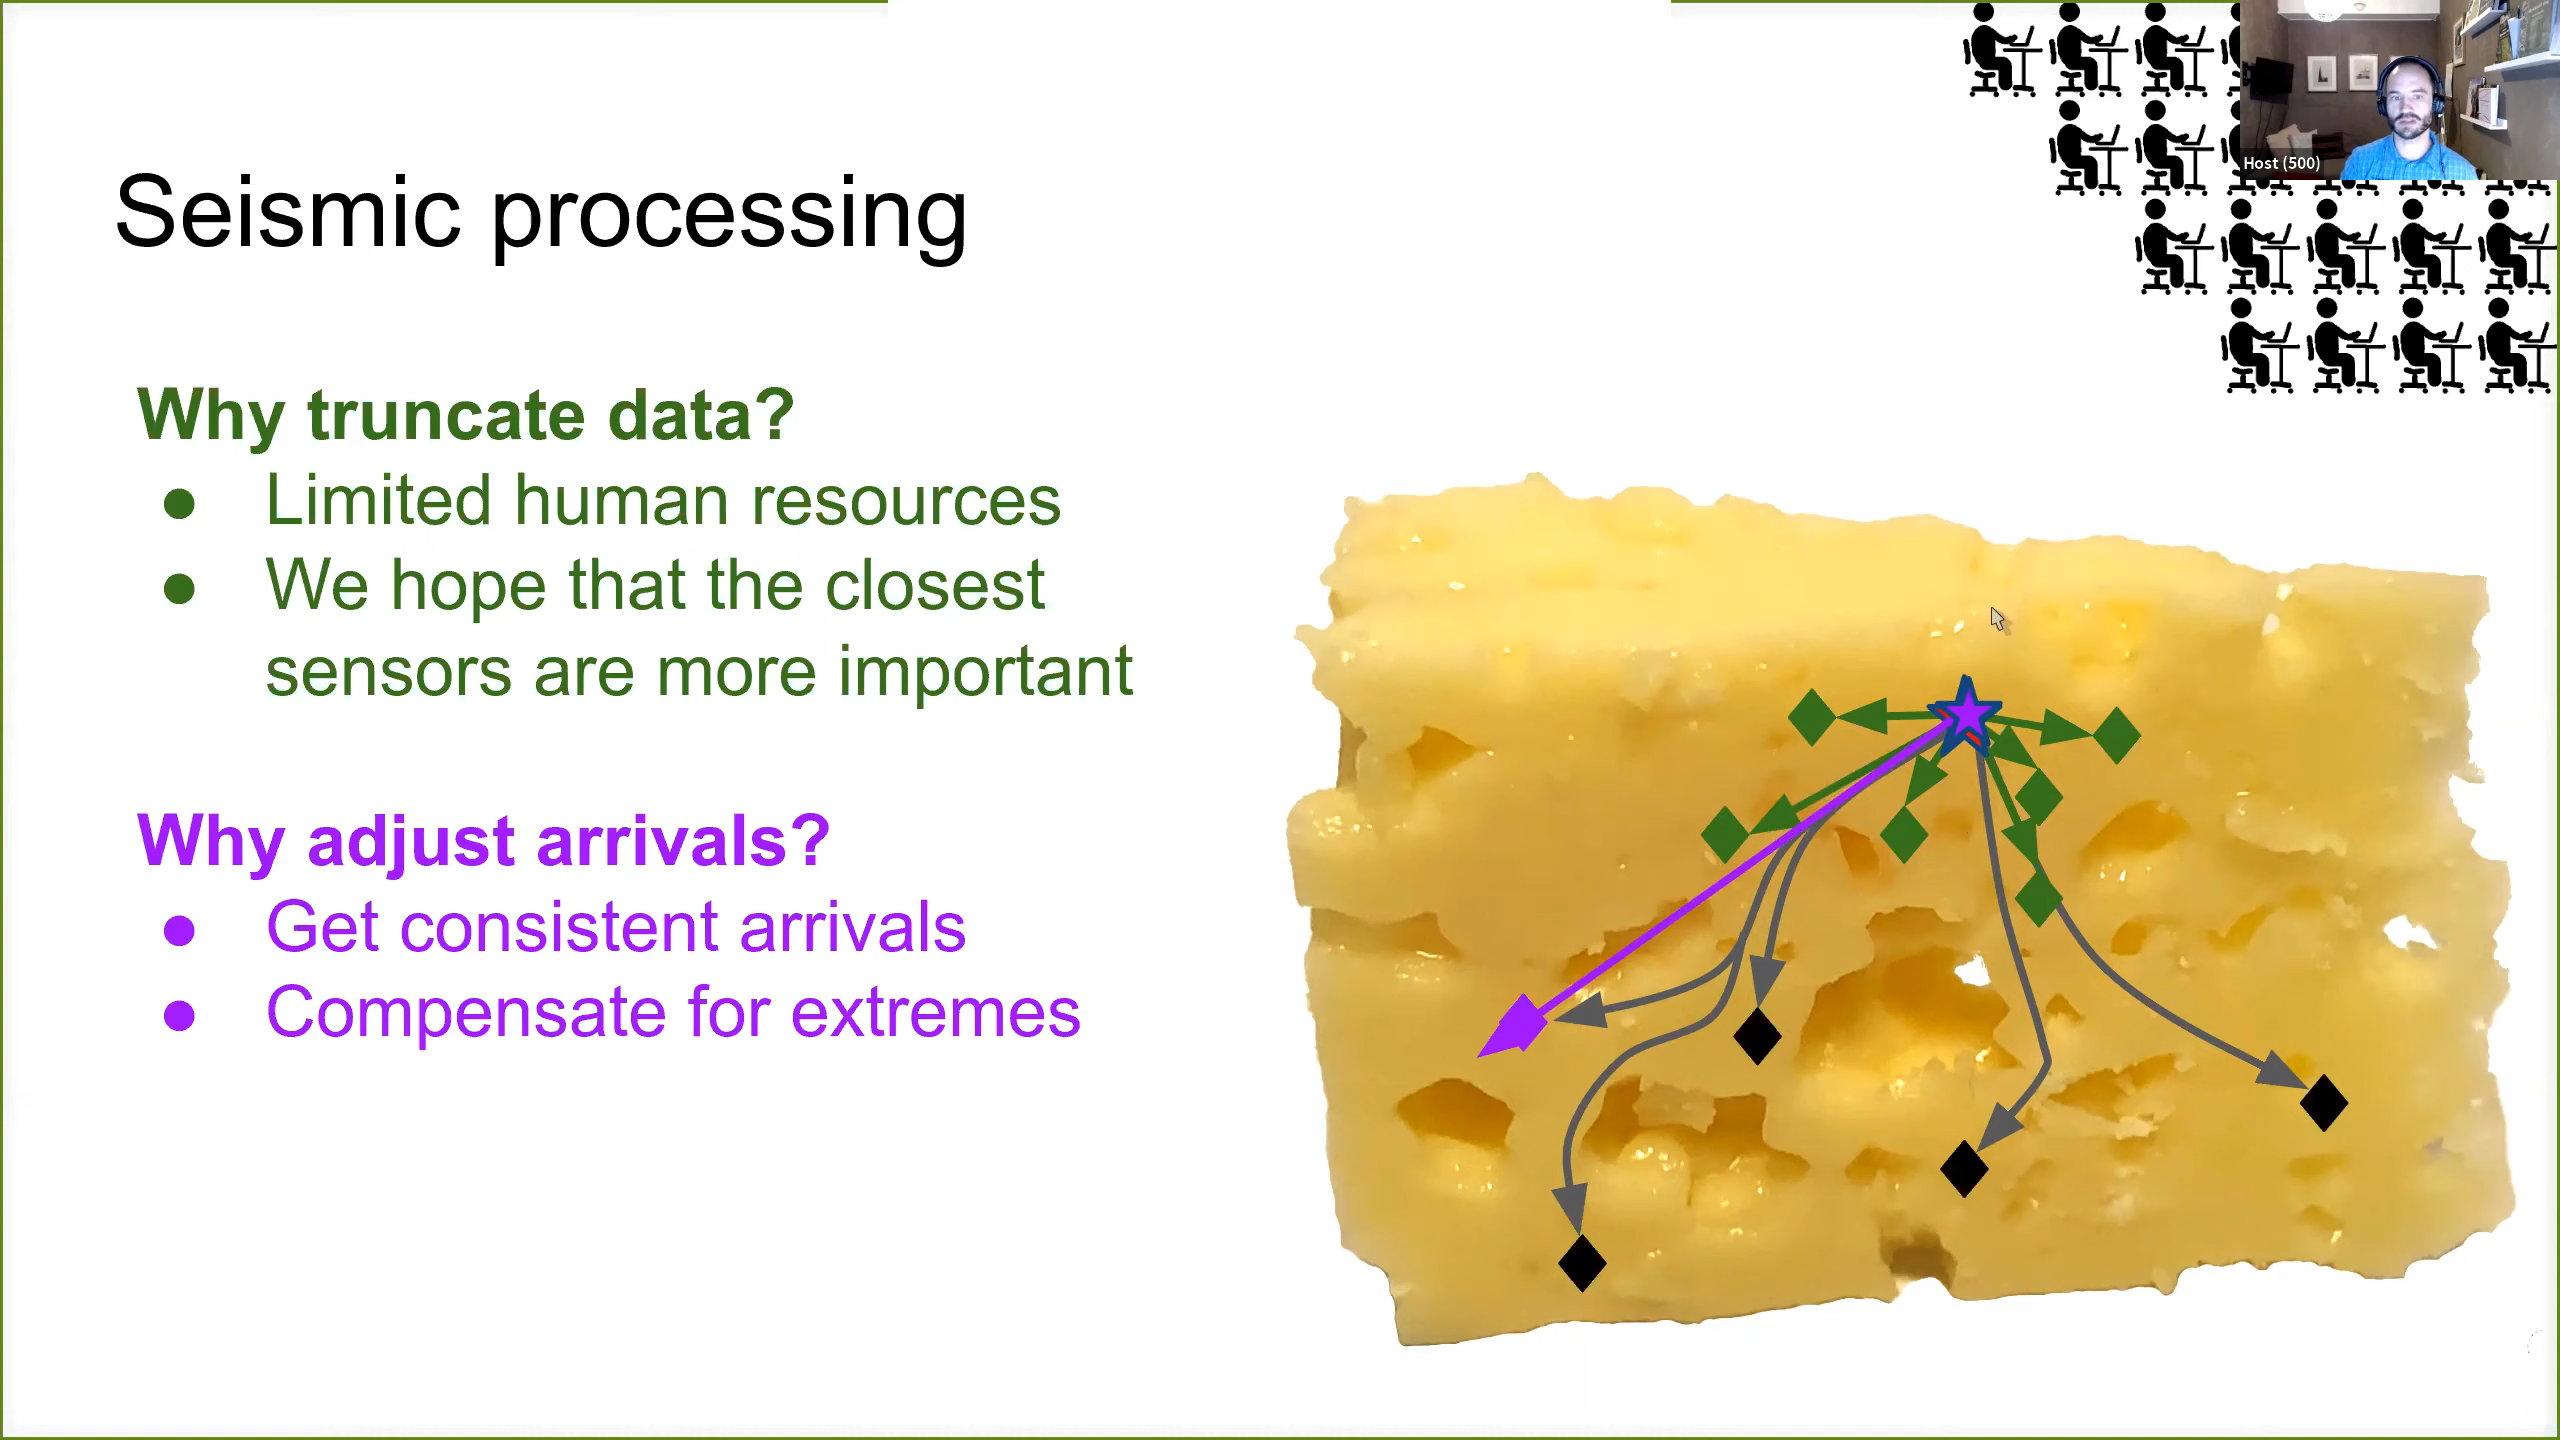 Host (500)
Seismic processing
Why truncate data?
● Limited human resources
● We hope that the closest
sensors are more important
Why adjust arrivals?
● Get consistent arrivals
● Compensate for extremes